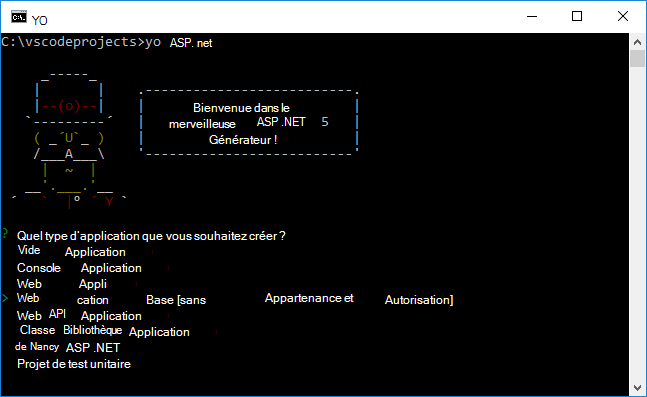 YO
C:\vscodeprojects>yo ASP. net
Bienvenue dans le
merveilleuse ASP .NET 5
Générateur !
? Quel type d'application que vous souhaitez créer ?
Vide Application
Console Application
Web Appli
> Web cation Base [sans Appartenance et Autorisation]
Web API Application
Classe Bibliothèque Application
de Nancy ASP .NET
Projet de test unitaire